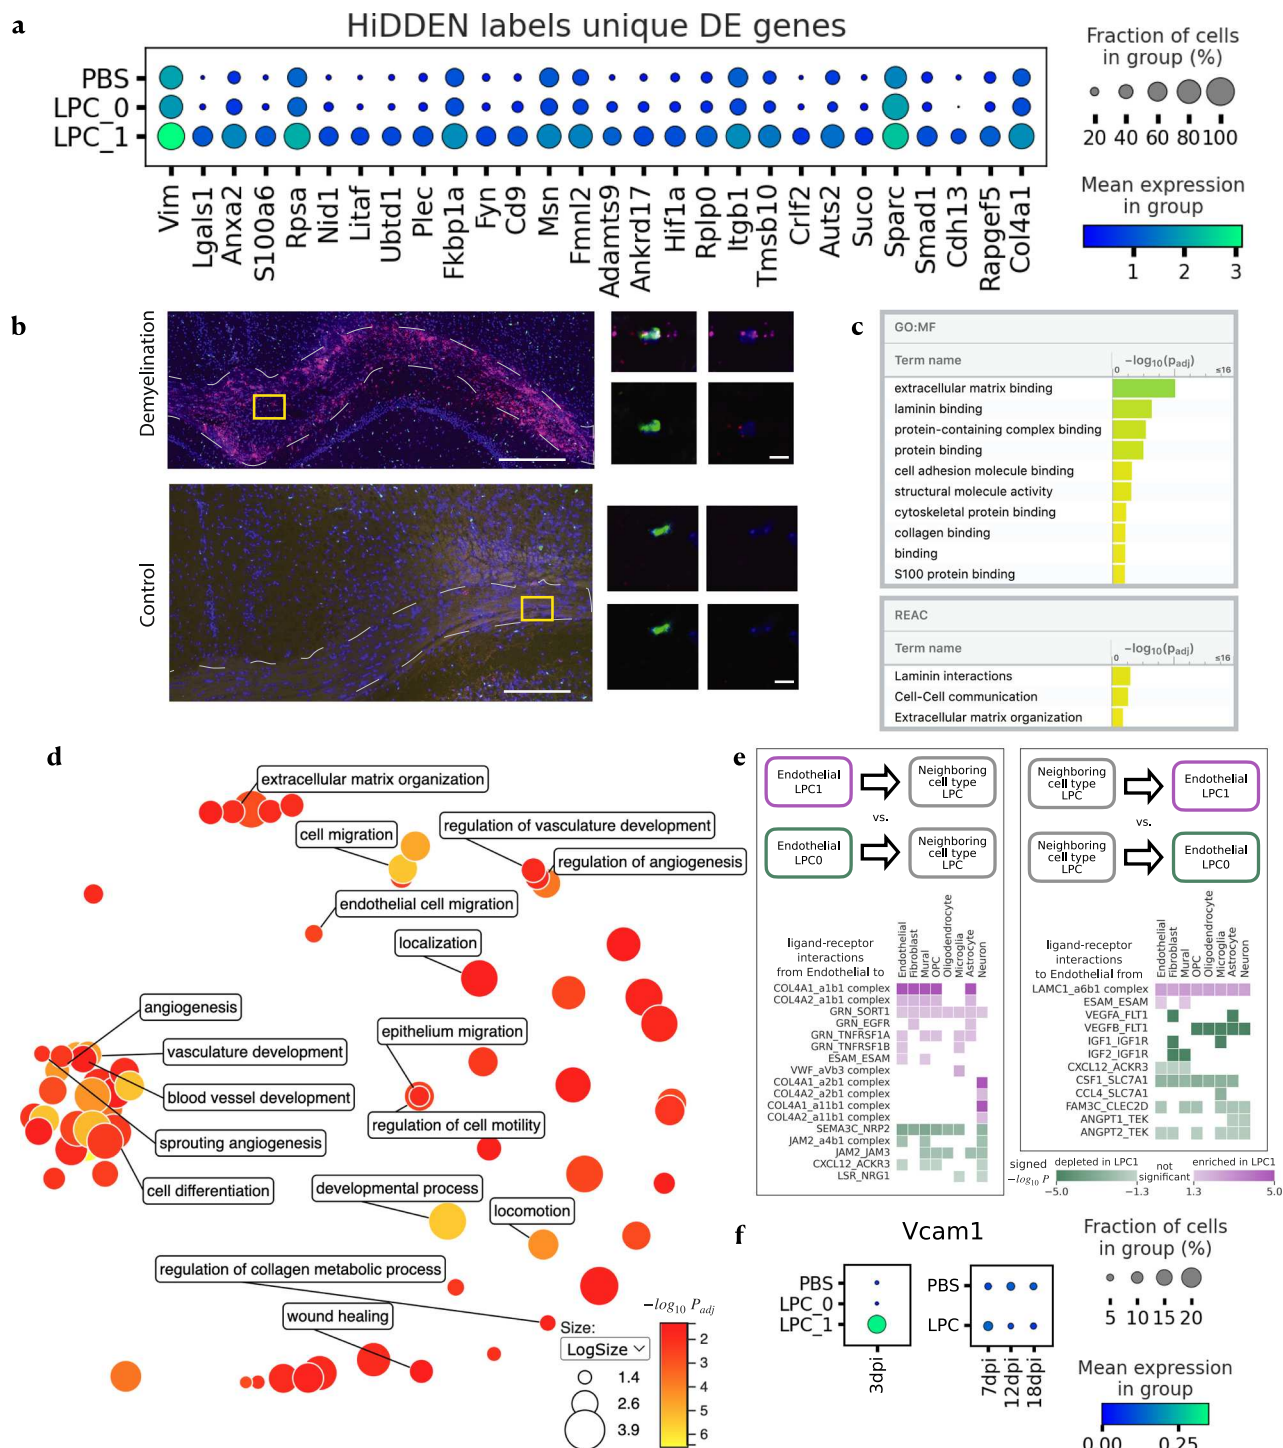 a
HiDDEN labels unique DE genes
PBS
LPC_0
LPC_1
Vim
Lgals1
Anxa2
S100a6
Rpsa
Nid1
Litaf
Ubtd1
Plec
Fkbp1a
Fyn
Cd9
Msn
Fmnl2
Adamts9
Ankrd17
Hif1a
Rplp0
Itgb1
Tmsb10
Crlf2
Auts2
Suco
Sparc
Smad1
Cdh13
Rapgef5
Col4a1
Fraction of cells
in group (%)
20 40 60 80 100
Mean expression
in group
1 2 3
b
Demyelination
Control
c
GO:MF
Term name
−log10(padj)
0 ≤16
extracellular matrix binding
laminin binding
protein-containing complex binding
protein binding
cell adhesion molecule binding
structural molecule activity
cytoskeletal protein binding
collagen binding
binding
S100 protein binding
REAC
Term name
−log10(padj)
0 ≤16
Laminin interactions
Cell-Cell communication
Extracellular matrix organization
d
extracellular matrix organization
cell migration
regulation of vasculature development
regulation of angiogenesis
endothelial cell migration
localization
angiogenesis
vasculature development
epithelium migration
blood vessel development
regulation of cell motility
sprouting angiogenesis
cell differentiation
developmental process
locomotion
regulation of collagen metabolic process
wound healing
Size:
LogSize
1.4
2.6
3.9
−log10 Padj
2
3
4
5
6
e
Endothelial
LPC1
Neighboring
cell type
LPC
vs.
Endothelial
LPC0
Neighboring
cell type
LPC
ligand-receptor
interactions
from Endothelial to
Endothelial
Fibroblast
Mural
OPC
Oligodendrocyte
Microglia
Astrocyte
Neuron
COL4A1_a1b1 complex
COL4A2_a1b1 complex
GRN_SORT1
GRN_EGFR
GRN_TNFRSF1A
GRN_TNFRSF1B
ESAM_ESAM
VWF_aVb3 complex
COL4A1_a2b1 complex
COL4A2_a2b1 complex
COL4A1_a11b1 complex
COL4A2_a11b1 complex
SEMA3C_NRP2
JAM2_a4b1 complex
JAM2_JAM3
CXCL12_ACKR3
LSR_NRG1
Neighboring
cell type
LPC
Endothelial
LPC1
vs.
Neighboring
cell type
LPC
Endothelial
LPC0
ligand-receptor
interactions
to Endothelial from
Endothelial
Fibroblast
Mural
OPC
Oligodendrocyte
Microglia
Astrocyte
Neuron
LAMC1_a6b1 complex
ESAM_ESAM
VEGFA_FLT1
VEGFB_FLT1
IGF1_IGF1R
IGF2_IGF1R
CXCL12_ACKR3
CSF1_SLC7A1
CCL4_SLC7A1
FAM3C_CLEC2D
ANGPT1_TEK
ANGPT2_TEK
signed
−log10 P
depleted in LPC1
−5.0 −1.3
not
significant
enriched in LPC1
1.3 5.0
f
Vcam1
PBS
LPC_0
LPC_1
3dpi
PBS
LPC
7dpi
12dpi
18dpi
Fraction of cells
in group (%)
5 10 15 20
Mean expression
in group
0.00 0.25